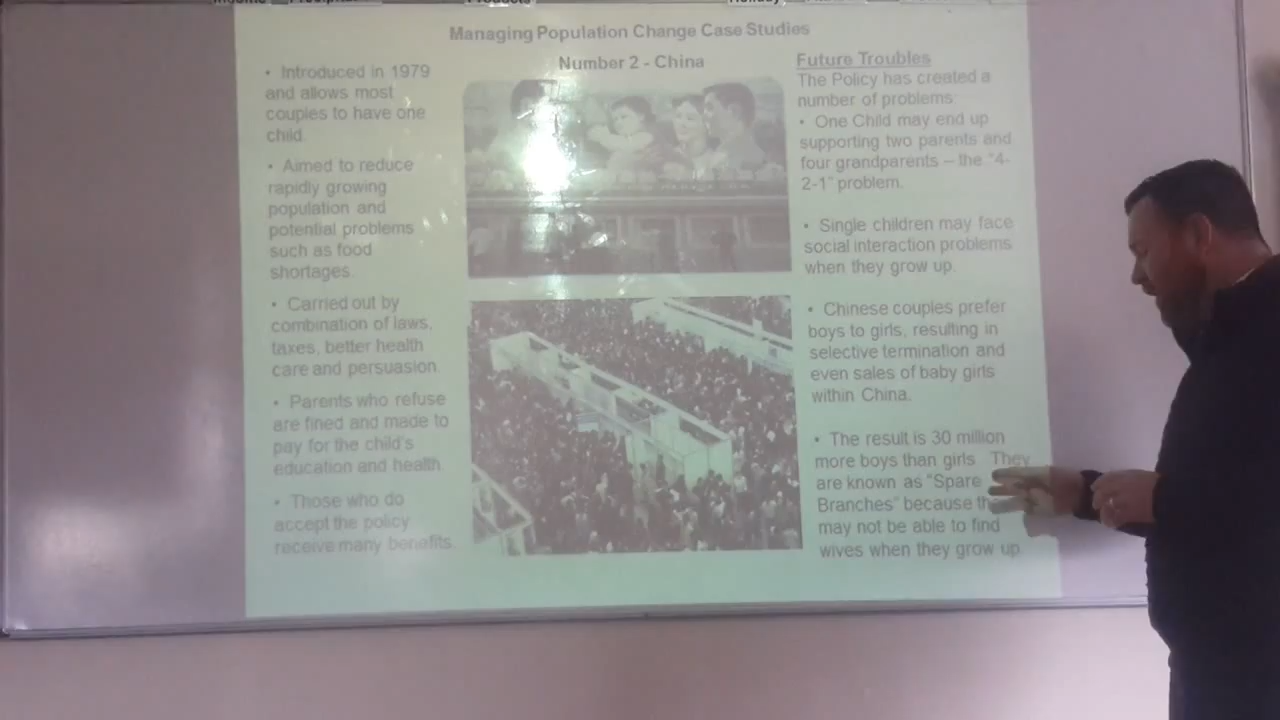 Managing Population Change Case Studies
Number 2 - China
• Introduced in 1979
and allows most
couples to have one
child.
• Aimed to reduce
rapidly growing
population and
potential problems
such as food
shortages.
• Carried out by
combination of laws,
taxes, better health
care and persuasion.
• Parents who refuse
are fined and made to
pay for the child's
education and health.
• Those who do
accept the policy
receive many benefits.
Future Troubles
The Policy has created a
number of problems:
• One Child may end up
supporting two parents and
four grandparents – the "4-
2-1" problem.
• Single children may face
social interaction problems
when they grow up.
• Chinese couples prefer
boys to girls, resulting in
selective termination and
even sales of baby girls
within China.
• The result is 30 million
more boys than girls. They
are known as "Spare
Branches" because
may not be able to find
wives when they grow up.